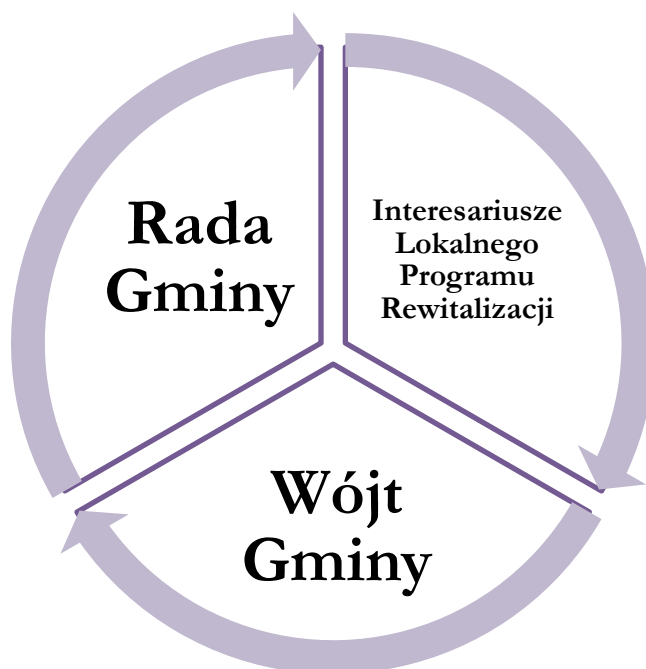 Rada
Gminy
Interesariusze
Lokalnego
Programu
Rewitalizacji
Wójt
Gminy